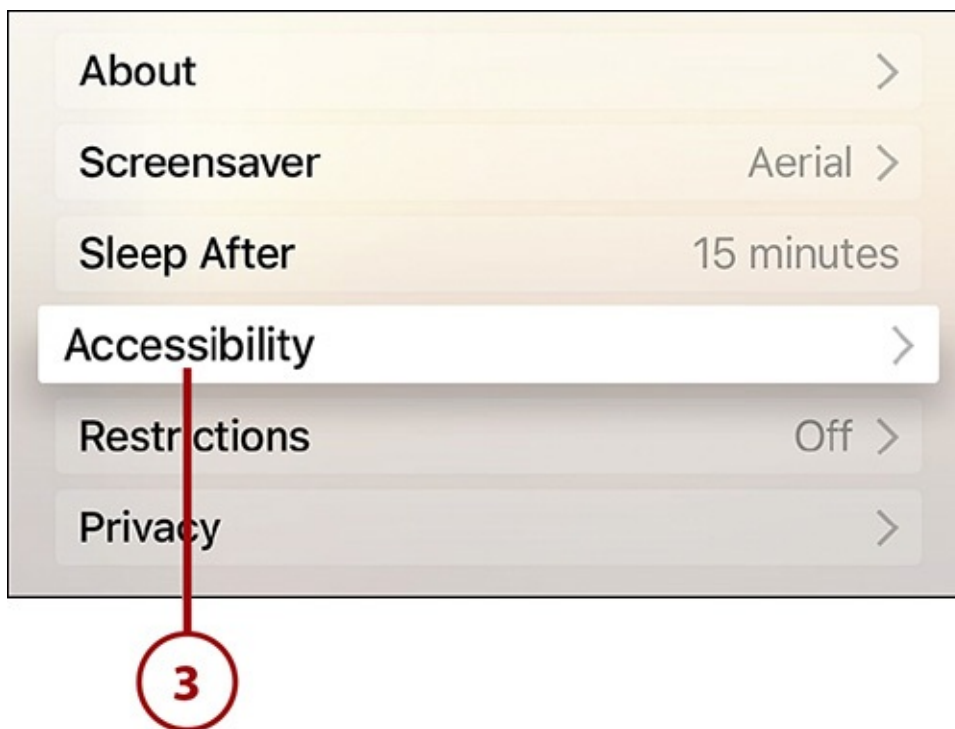 About
Screensaver Aerial
Sleep After 15 minutes
Accessibility
Restrictions Off
Privacy
3